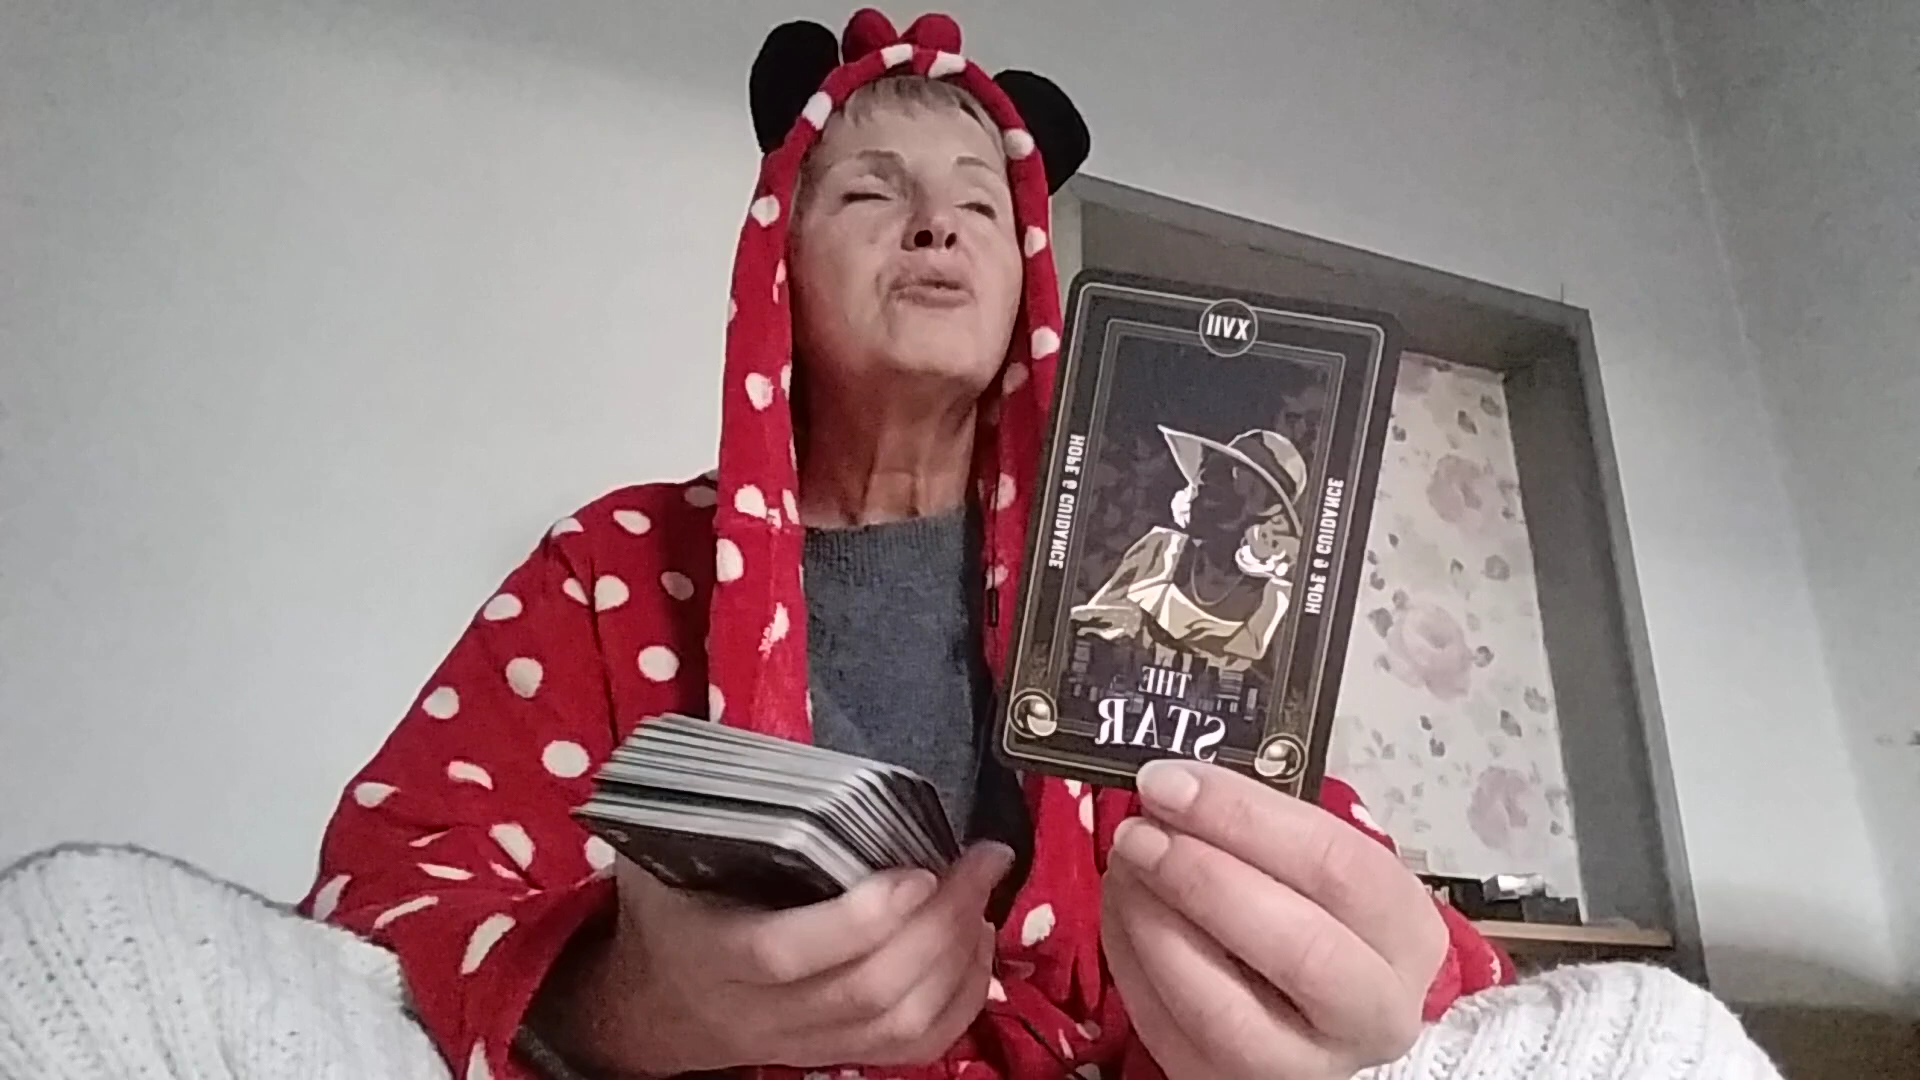 XVII
HOPE & GUIDANCE
HOPE & GUIDANCE
THE
STAR